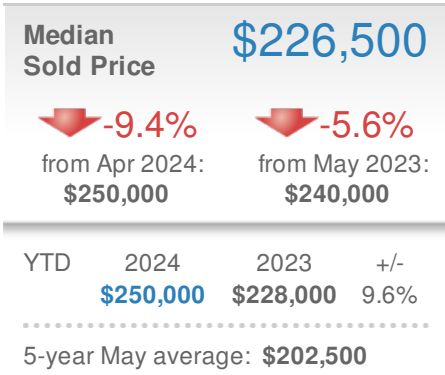 Median $226,500
Sold Price
-9.4% -5.6%
from Apr 2024: from May 2023:
$250,000 $240,000
YTD 2024 2023 +/-
$250,000 $228,000 9.6%
5-year May average: $202,500